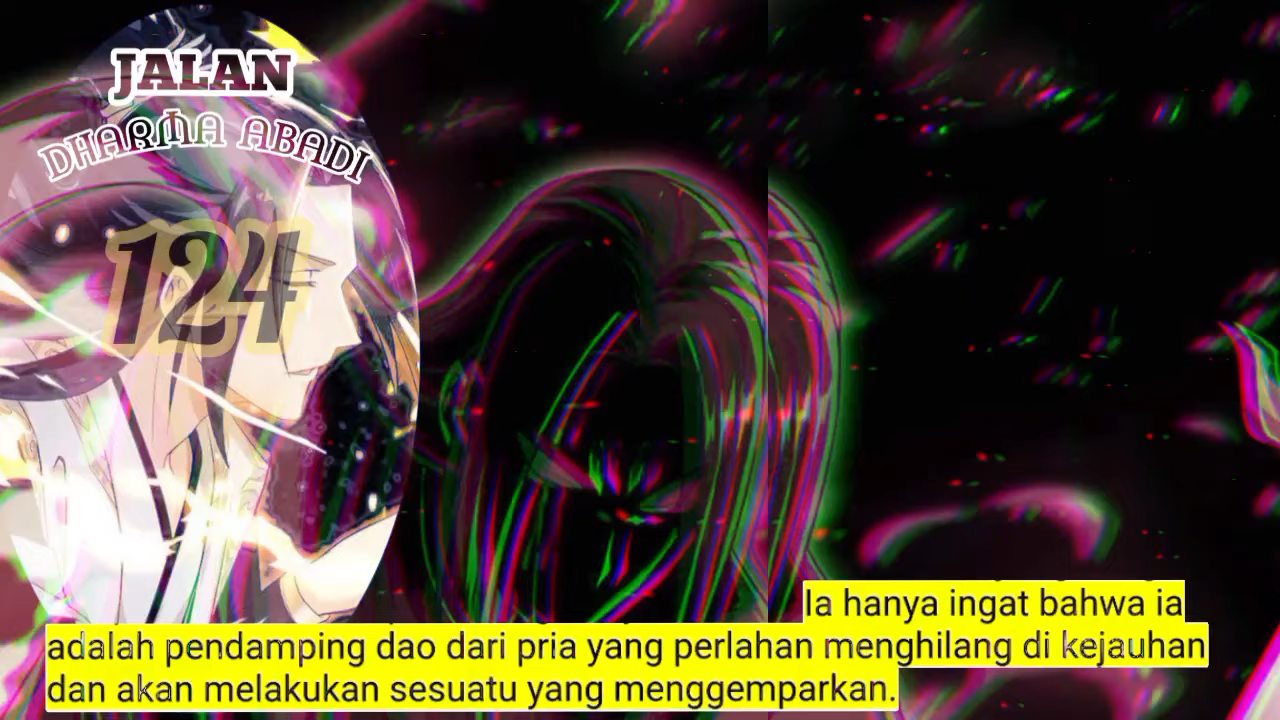 JALAN
DHARMA ABADI
124
Ia hanya ingat bahwa ia
adalah pendamping dao dari pria yang perlahan menghilang di kejauhan
dan akan melakukan sesuatu yang menggemparkan.